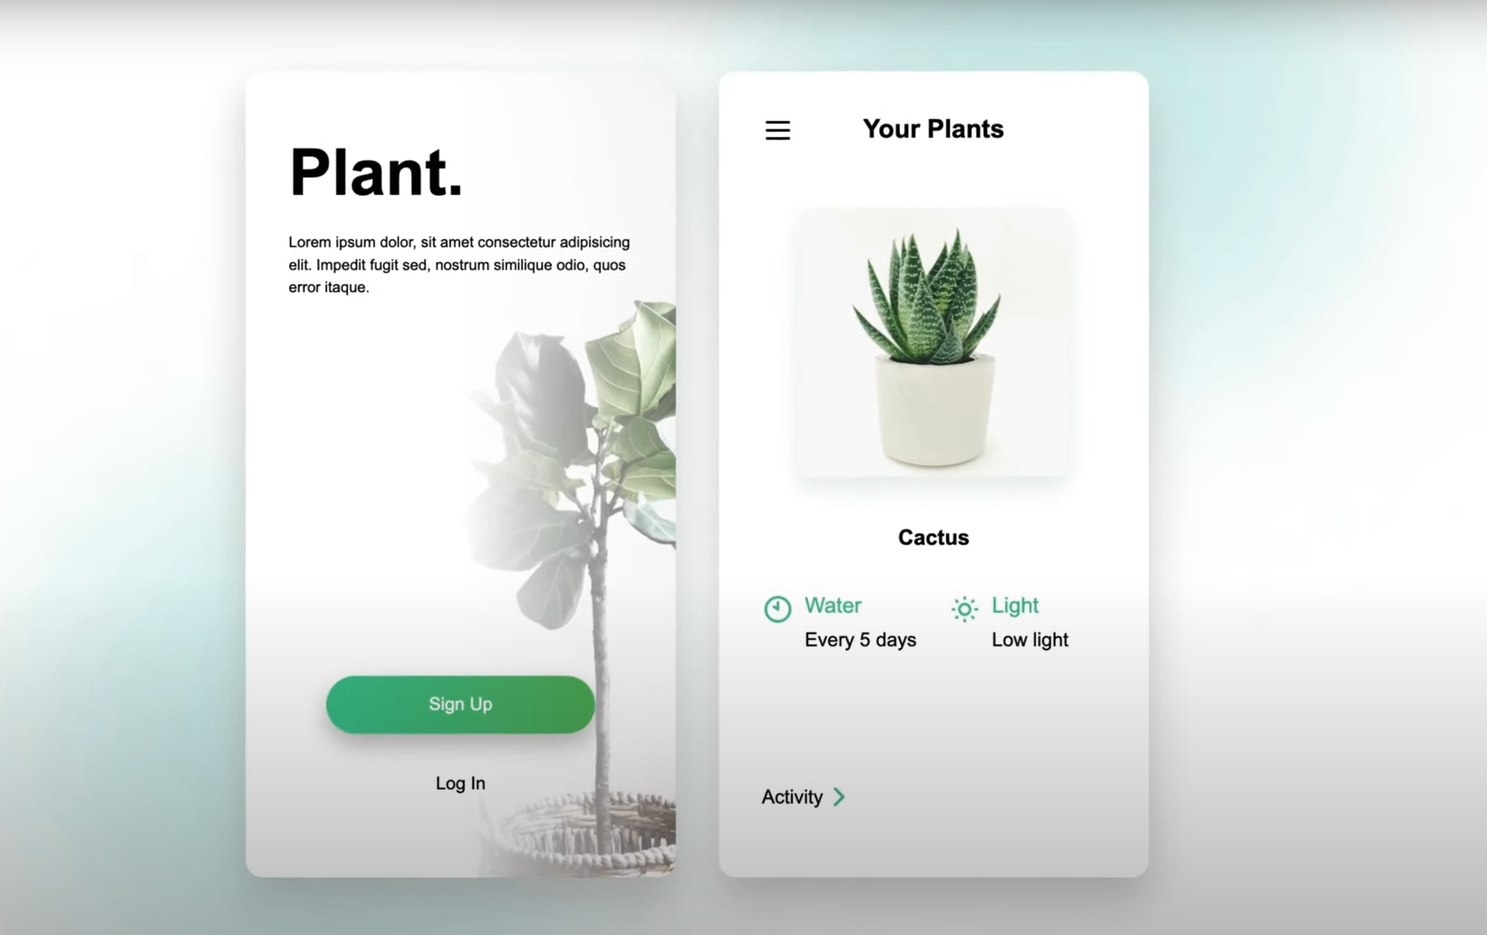 Plant.
Lorem ipsum dolor, sit amet consectetur adipisicing
elit. Impedit fugit sed, nostrum similique odio, quos
error itaque.
Sign Up
Log In
Your Plants
Cactus
Water
Every 5 days
Light
Low light
Activity